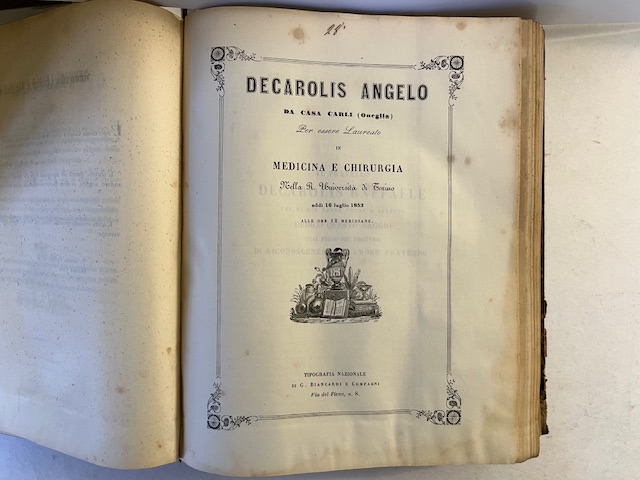 28
DECAROLIS ANGELO
DA CASA CARLI (Oneglia)
Per essere Laureato
IN
MEDICINA E CHIRURGIA
Nella R. Università di Torino
addì 16 luglio 1853
ALLE ORE 12 MERIDIANE.
TIPOGRAFIA NAZIONALE
DI G. BIANCARDI E COMPAGNI
Via del Fieno, n. 8.